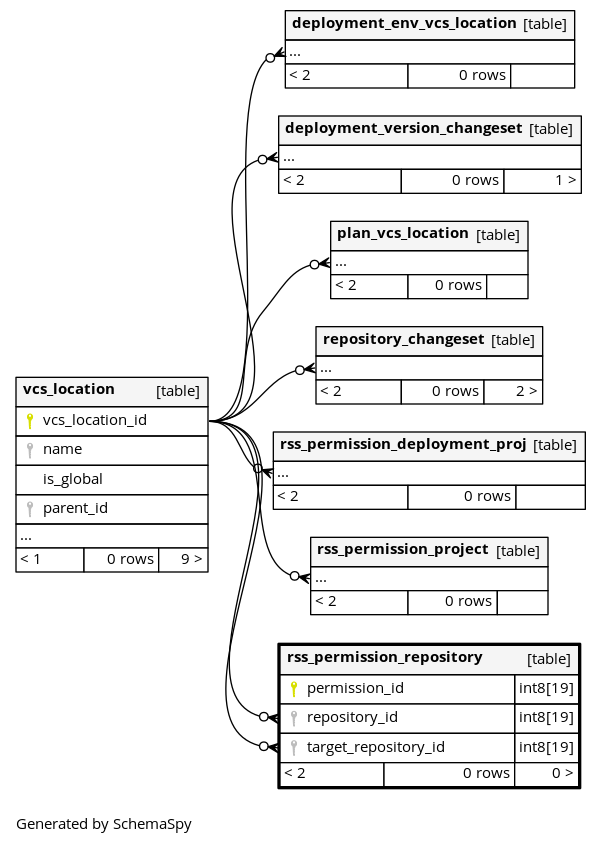 deployment_env_vcs_location [table]
...
< 2 0 rows
deployment_version_changeset [table]
...
< 2 0 rows 1 >
plan_vcs_location [table]
...
< 2 0 rows
repository_changeset [table]
...
< 2 0 rows 2 >
vcs_location [table]
vcs_location_id
name
is_global
parent_id
...
< 1 0 rows 9 >
rss_permission_deployment_proj [table]
...
< 2 0 rows
rss_permission_project [table]
...
< 2 0 rows
rss_permission_repository [table]
permission_id int8[19]
repository_id int8[19]
target_repository_id int8[19]
< 2 0 rows 0 >
Generated by SchemaSpy